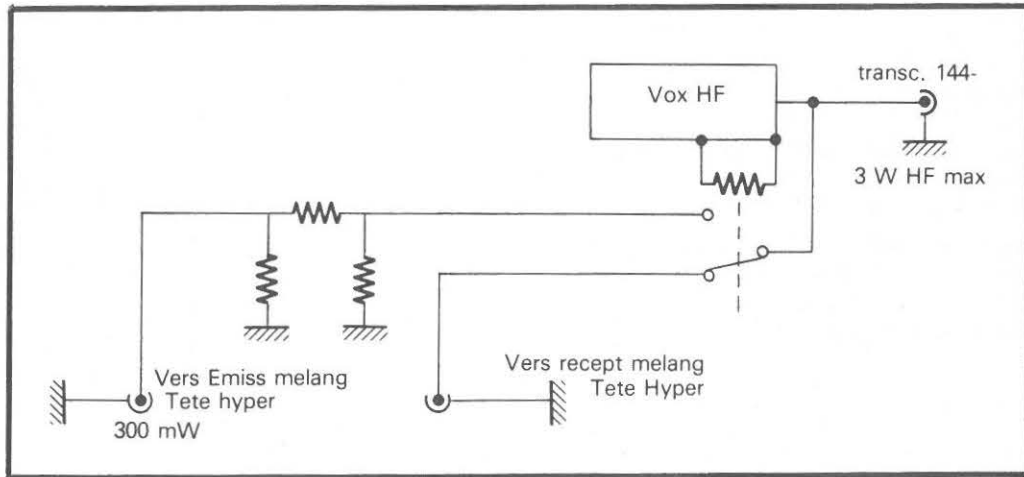 Vox HF
transc. 144-
3 W HF max
Vers Emiss melang
Tete hyper
300 mW
Vers recept melang
Tete Hyper